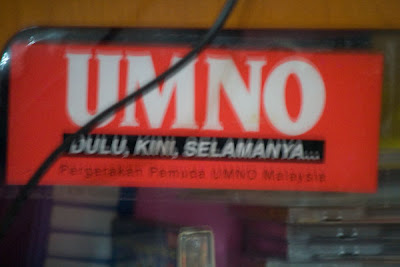 UMNO
DULU, KINI, SELAMANYA...
Pergerakan Pemuda UMNO Malaysia